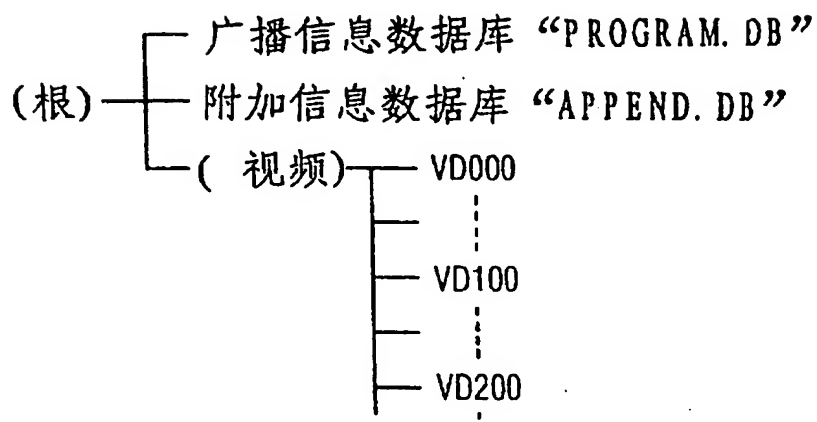 广播信息数据库 “PROGRAM. DB”
(根) 附加信息数据库 “APPEND. DB”
( 视频) VD000
VD100
VD200